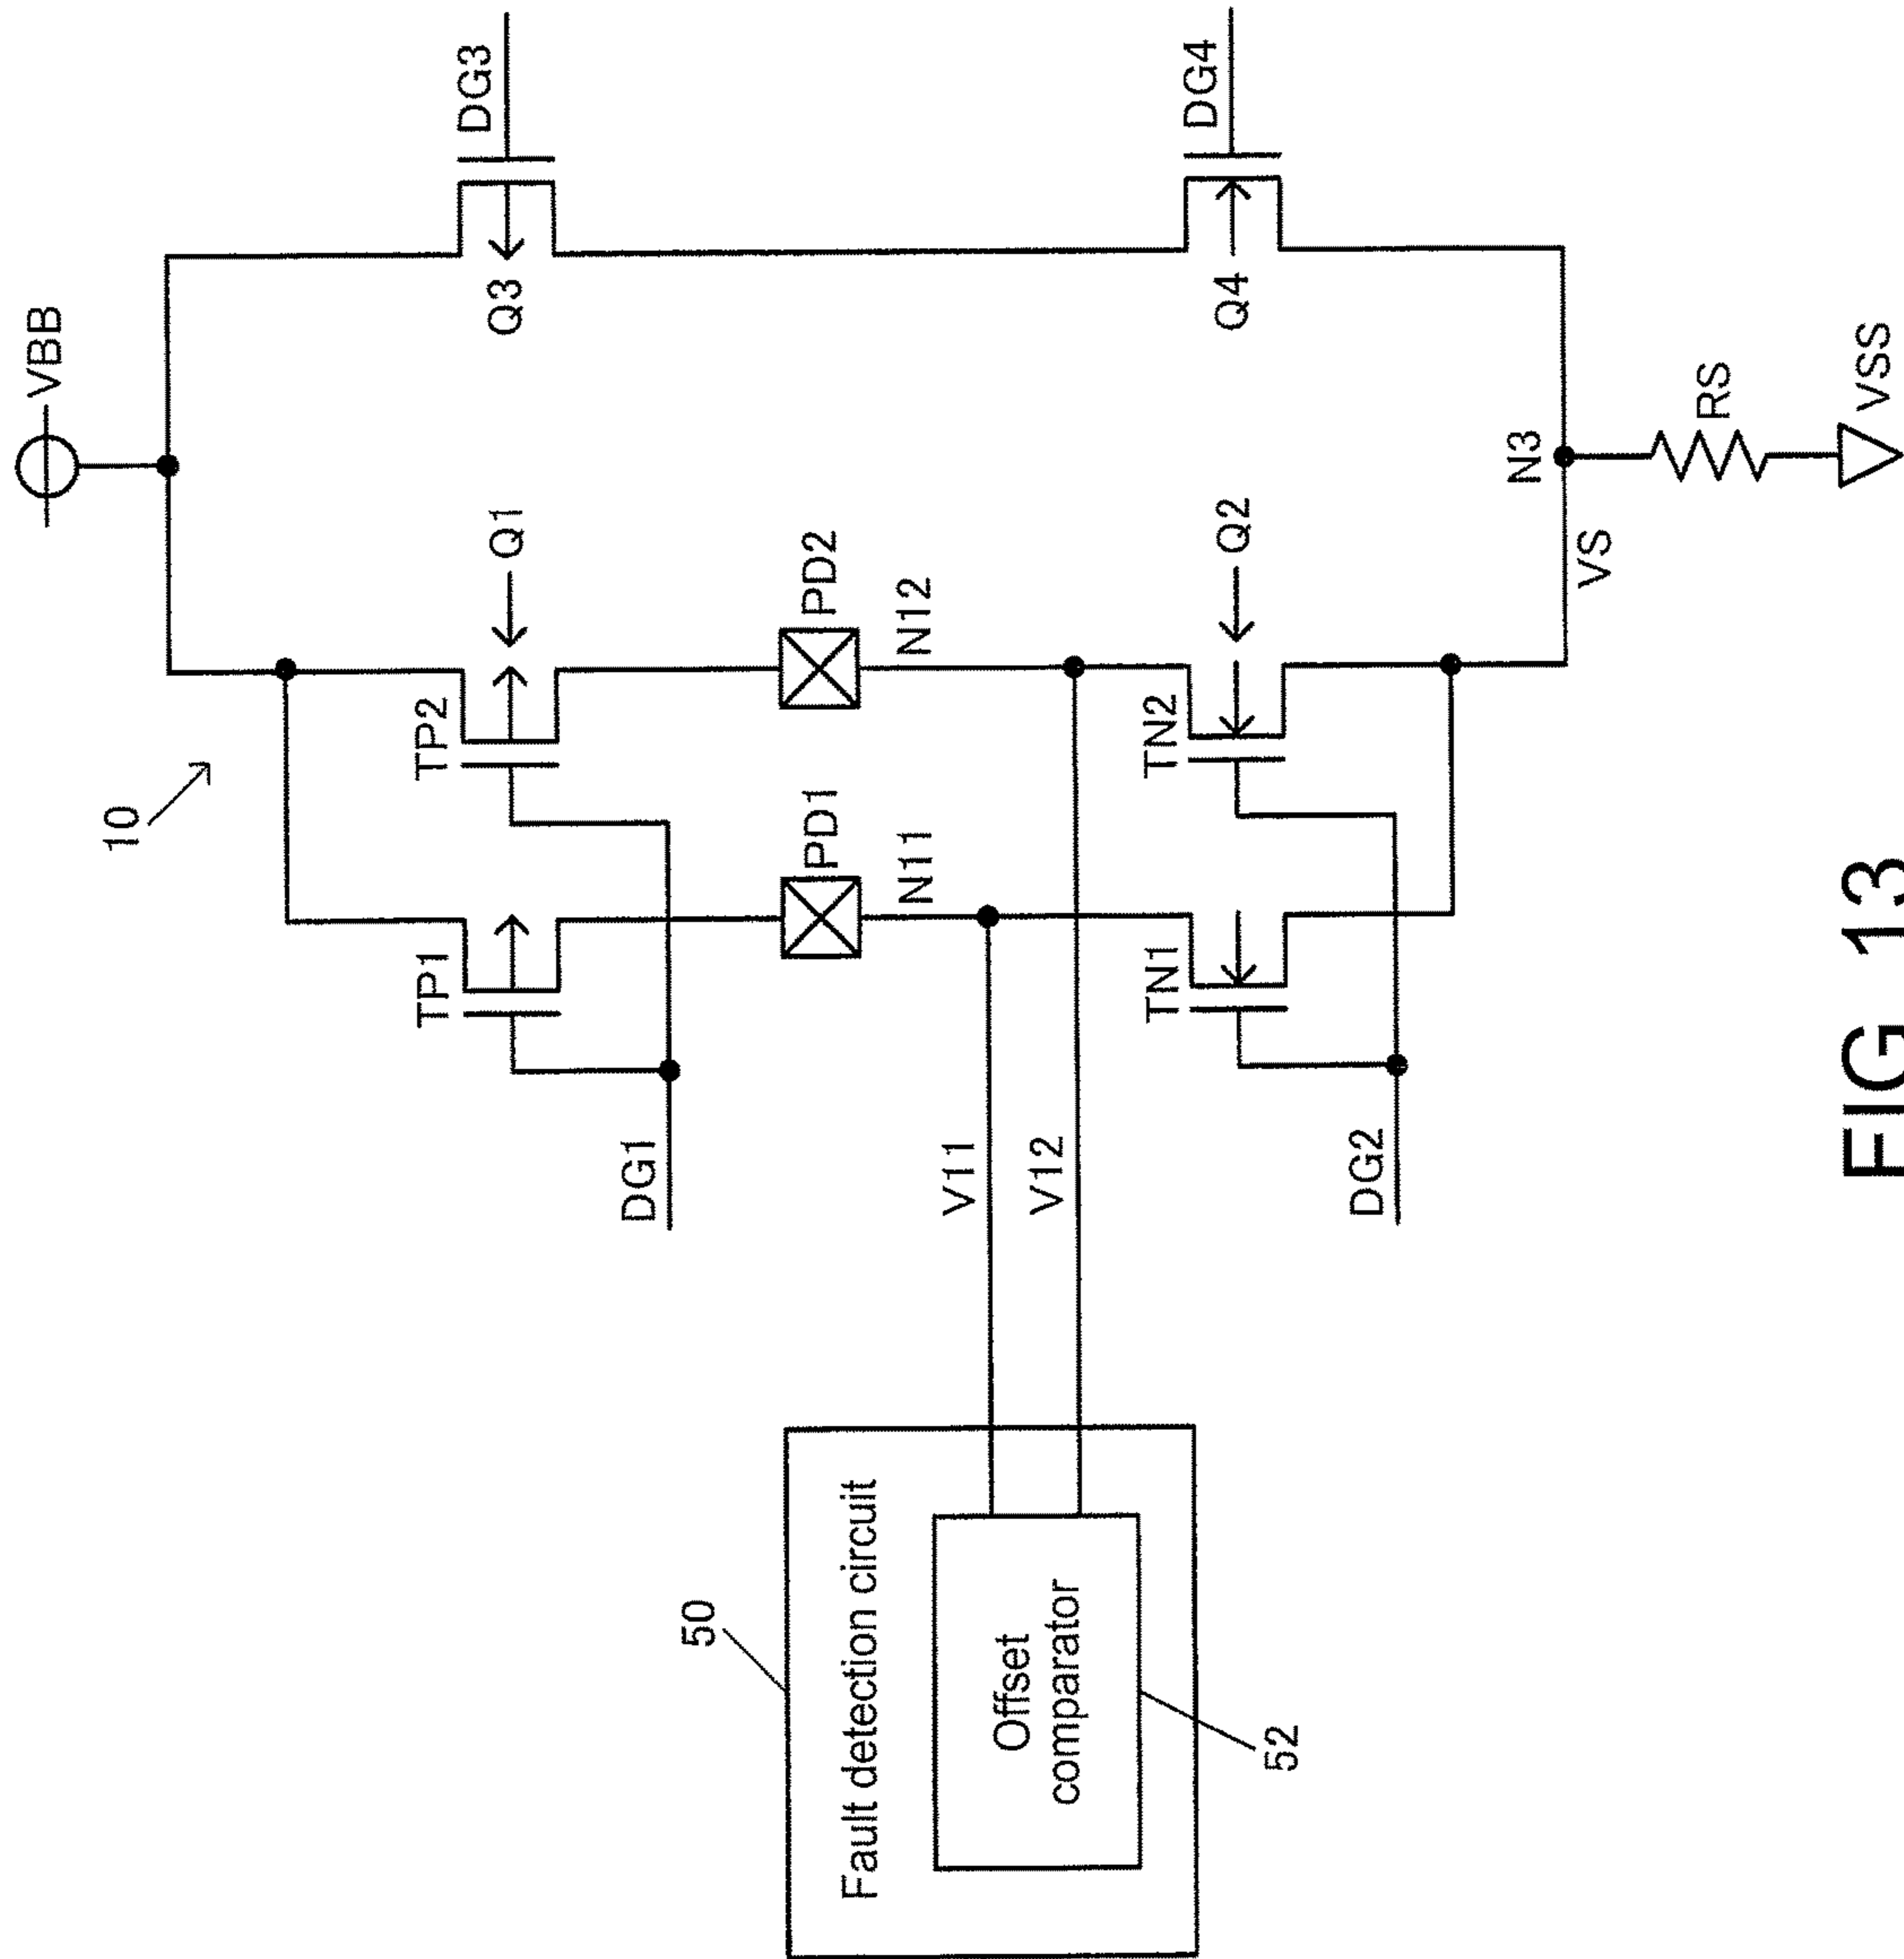 VBB
10
DG3
TP1
TP2
Q1
Q3
DG1
PD1
PD2
N11
N12
50
Fault detection circuit
Offset
comparator
52
V11
V12
TN1
TN2
Q2
Q4
DG4
DG2
VS
N3
RS
VSS
FIG. 13